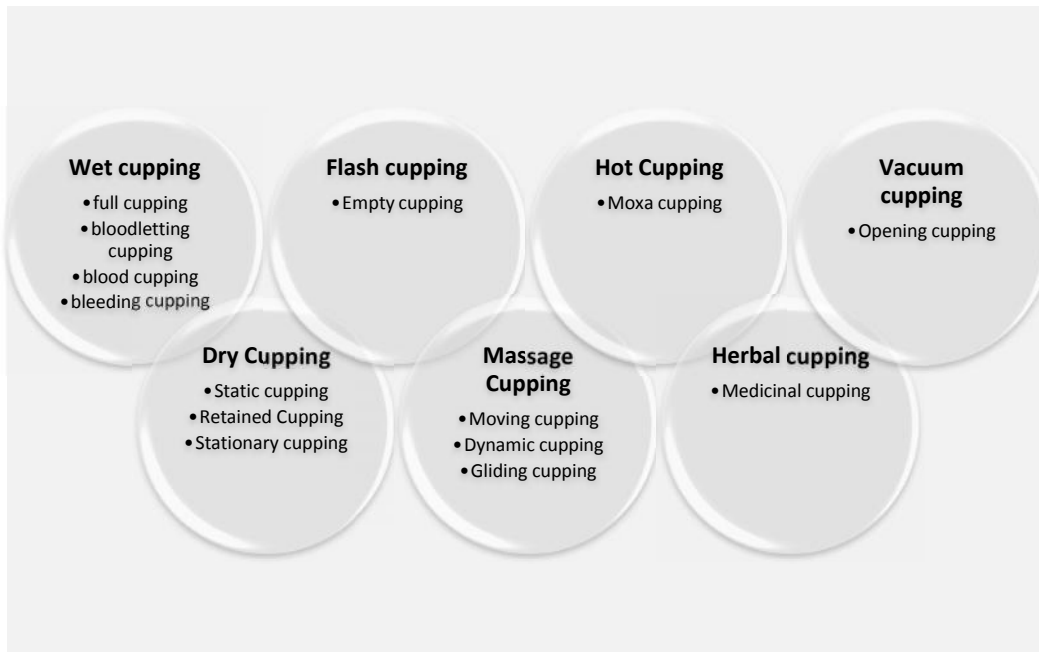 Wet cupping
•full cupping
•bloodletting
cupping
•blood cupping
•bleeding cupping
Flash cupping
•Empty cupping
Hot Cupping
•Moxa cupping
Vacuum
cupping
•Opening cupping
Dry Cupping
•Static cupping
•Retained Cupping
•Stationary cupping
Massage
Cupping
•Moving cupping
•Dynamic cupping
•Gliding cupping
Herbal cupping
•Medicinal cupping